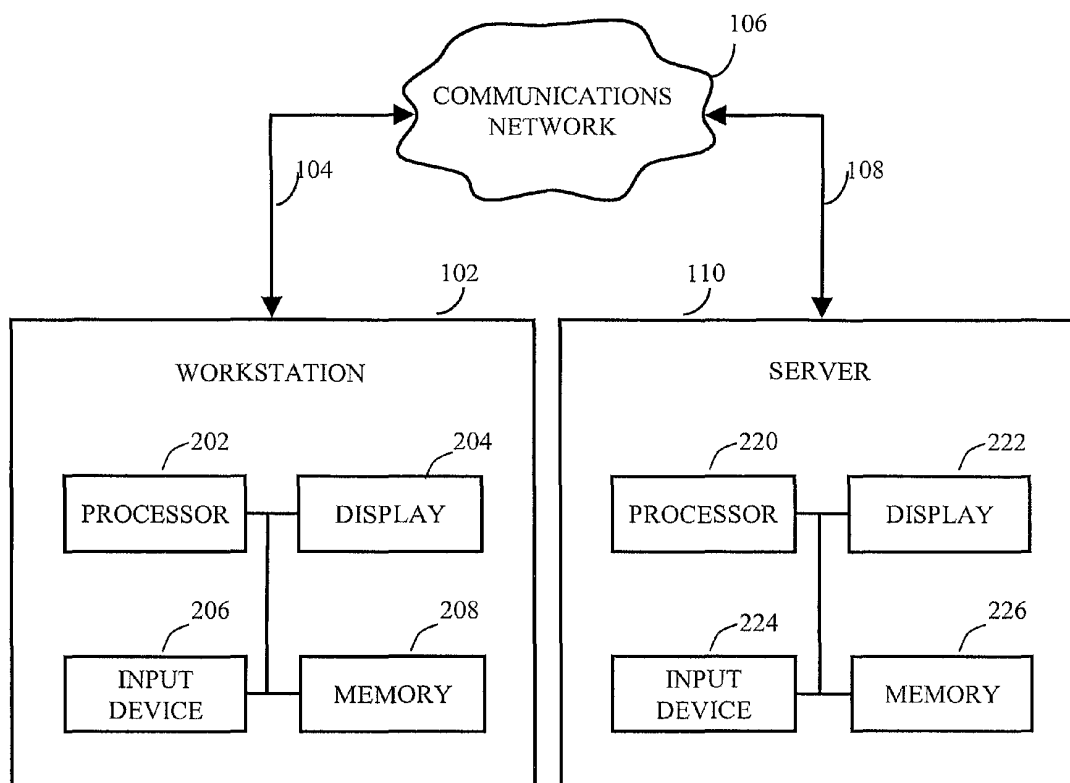 106
COMMUNICATIONS
NETWORK
104
108
102
110
WORKSTATION
SERVER
202
204
220
222
PROCESSOR
DISPLAY
PROCESSOR
DISPLAY
206
208
224
226
INPUT
DEVICE
MEMORY
INPUT
DEVICE
MEMORY